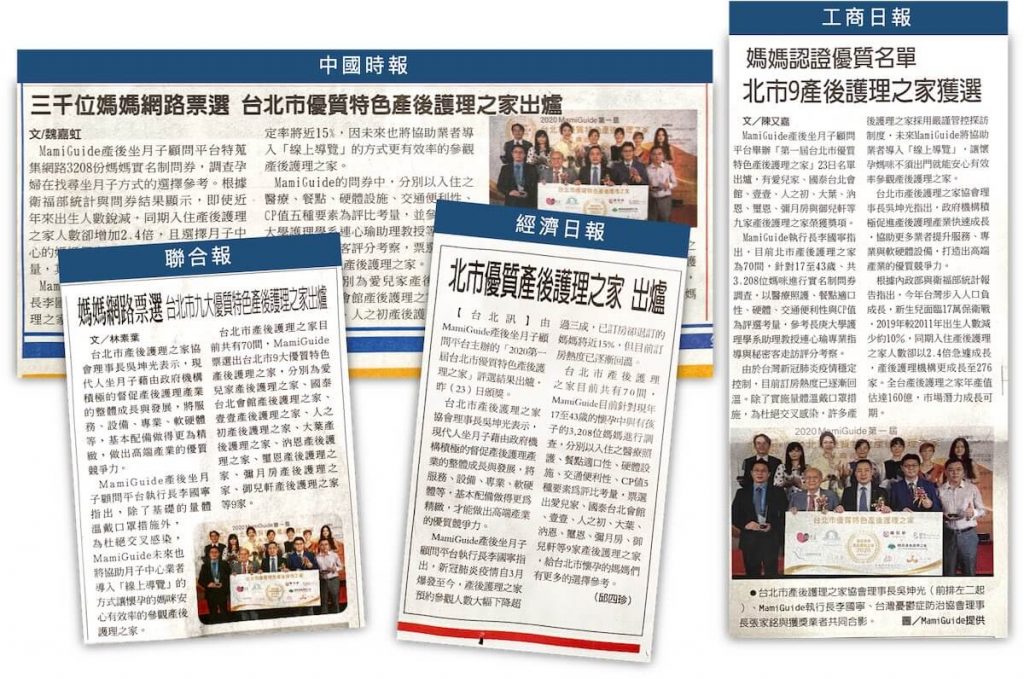 中國時報
三千位媽媽網路票選 台北市優質特色產後護理之家出爐
文/魏嘉虹
MamiGuide產後坐月子顧問平台特蒐
集網路3208份媽媽實名制問券，調查孕
婦在找尋坐月子方式的選擇參考。根據
衛福部統計與問券結果顯示，即使近
年來出生人數銳減，同期入住產後護理
之家人數卻增加2.4倍，且選擇月子中
定率將近15%，因未來也將協助業者導
入「線上導覽」的方式更有效率的參觀
產後護理之家。
MamiGuide的問券中，分別以入住之
醫療、餐點、硬體設施、交通便利性、
CP值五種要素為評比考量，並
大學護理學系連心瑜助理教授等
2020 MamiGuide第一屆
台北市優質特色產後護理之家
聯合報
媽媽網路票選 台北市九大優質特色產後護理之家出爐
文／林素葉
台北市產後護理之家協
會理事長吳坤光表示，現
代人坐月子藉由政府機構
積極的督促產後護理產業
的整體成長與發展，將服
務、設備、專業、軟硬體
等，基本配備做得更為精
緻，做出高端產業的優質
競爭力。
MamiGuide產後坐月
子顧問平台執行長李國寧
指出，除了基礎的量體
溫戴口罩措施外，
為杜絕交叉感染，
MamiGuide未來也
將協助月子中心業者
導入「線上導覽」的
方式讓懷孕的媽咪安
心有效率的參觀產後
護理之家。
台北市產後護理之家目
前共有70間，MamiGuide
票選出台北市9大優質特色
產後護理之家，分別為愛
兒家產後護理之家、國泰
台北會館產後護理之家、
壹壹產後護理之家、人之
初產後護理之家、大葉產
後護理之家、汭恩產後護
理之家、璽恩產後護理之
家、彌月房產後護理之
家、御兒軒產後護理之家
等9家。
2020 MamiGuide第一屆
經濟日報
北市優質產後護理之家 出爐
【台北訊】由
MamiGuide產後坐月子顧
問平台主辦的「2020第一
屆台北市優質特色產後護
理之家」評選結果出爐，
昨（23）日頒獎。
台北市產後護理之家
協會理事長吳坤光表示，
現代人坐月子藉由政府機
構積極的督促產後護理產
業的整體成長與發展，將
服務、設備、專業、軟硬
體等，基本配備做得更為
精緻，才能做出高端產業
的優質競爭力。
MamiGuide產後坐月子
顧問平台執行長李國寧指
出，新冠肺炎疫情自3月
爆發至今，產後護理之家
預約參觀人數大幅下降超
過三成，已訂房卻退訂的
媽媽將近15%，但目前訂
房熱度已逐漸回溫。
台北市產後護理
之家目前共有70間，
MamiGuide目前針對現年
17至43歲的懷孕中與有孩
子的3,208位媽媽進行調
查，分別以入住之醫療照
護、餐點適口性、硬體設
施、交通便利性、CP值5
種要素為評比考量，票選
出愛兒家、國泰台北會館
、壹壹、人之初、大葉、
汭恩、璽恩、彌月房、御
兒軒等9家產後護理之家
，給台北市懷孕的媽媽們
有更多的選擇參考。
（邱四珍）
工商日報
媽媽認證優質名單
北市9產後護理之家獲選
文／陳又嘉
MamiGuide產後坐月子顧問
平台舉辦「第一屆台北市優質
特色產後護理之家」23日名單
出爐，有愛兒家、國泰台北會
館、壹壹、人之初、大葉、汭
恩、璽恩、彌月房與御兒軒等
九家產後護理之家榮獲獎項。
MamiGuide執行長李國寧指
出，目前北市產後護理之家
為70間，針對17至43歲、共
3,208位媽咪進行實名制問券
調查，以醫療照護、餐點適口
性、硬體、交通便利性與CP值
為評選考量，參考長庚大學護
理學系助理教授連心瑜專業指
導與秘密客走訪評分考察。
由於台灣新冠肺炎疫情穩定
控制，目前訂房熱氣已逐漸回
溫。除了實施量體溫戴口罩措
施，為杜絕交叉感染，許多產
後護理之家採用嚴謹管控探訪
制度，未來MamiGuide將協助
業者導入「線上導覽」，讓懷
孕媽咪不須出門就能安心有效
率參觀產後護理之家。
台北市產後護理之家協會理
事長吳坤光指出，政府機構積
極促進產後護理產業快速成長
，協助更多業者提升服務、專
業與軟硬體設備，打造出高端
產業的優質競爭力。
根據內政部與衛福部統計報
告指出，今年台灣步入人口負
成長，新生兒面臨17萬保衛戰
，2019年較2011年出生人數減
少約10%，同期入住產後護理
之家人數卻以2.4倍急速成長
，產後護理機構更成長至276
家。全台產後護理之家年產值
估達160億，市場潛力成長可
期。
2020 MamiGuide第一屆
台北市優質特色產後護理之家
●台北市產後護理之家協會理事長吳坤光（前排左二起
）、MamiGuide執行長李國寧、台灣憂鬱症防治協會理事
長張家銘與獲獎業者共同合影。 圖／MamiGuide提供